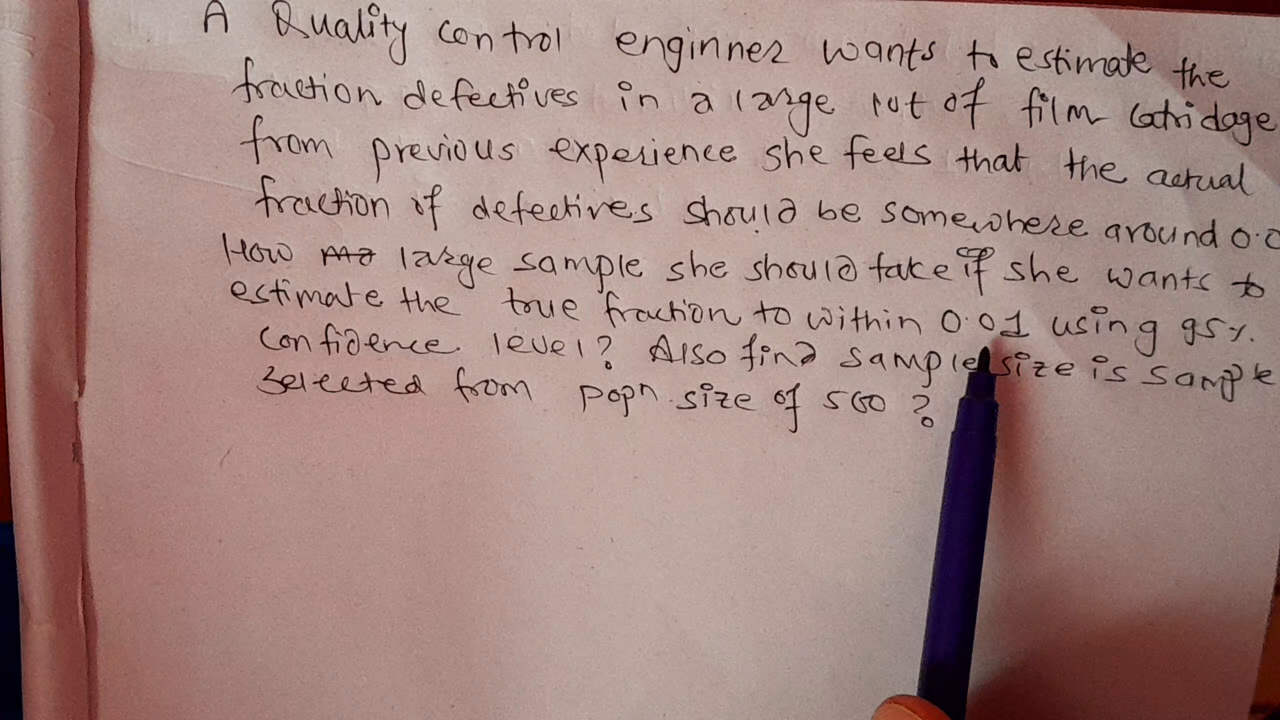 A Quality control enginner wants to estimate the
fraction defectives in a large lot of film Catridage
from previous experience she feels that the actual
fraction of defectives should be somewhere around 0.0
How large sample she should take if she wants to
estimate the true fraction to within 0.01 using 95%.
Confidence level? Also find sample size is sample
selected from popn. size of 500 ?